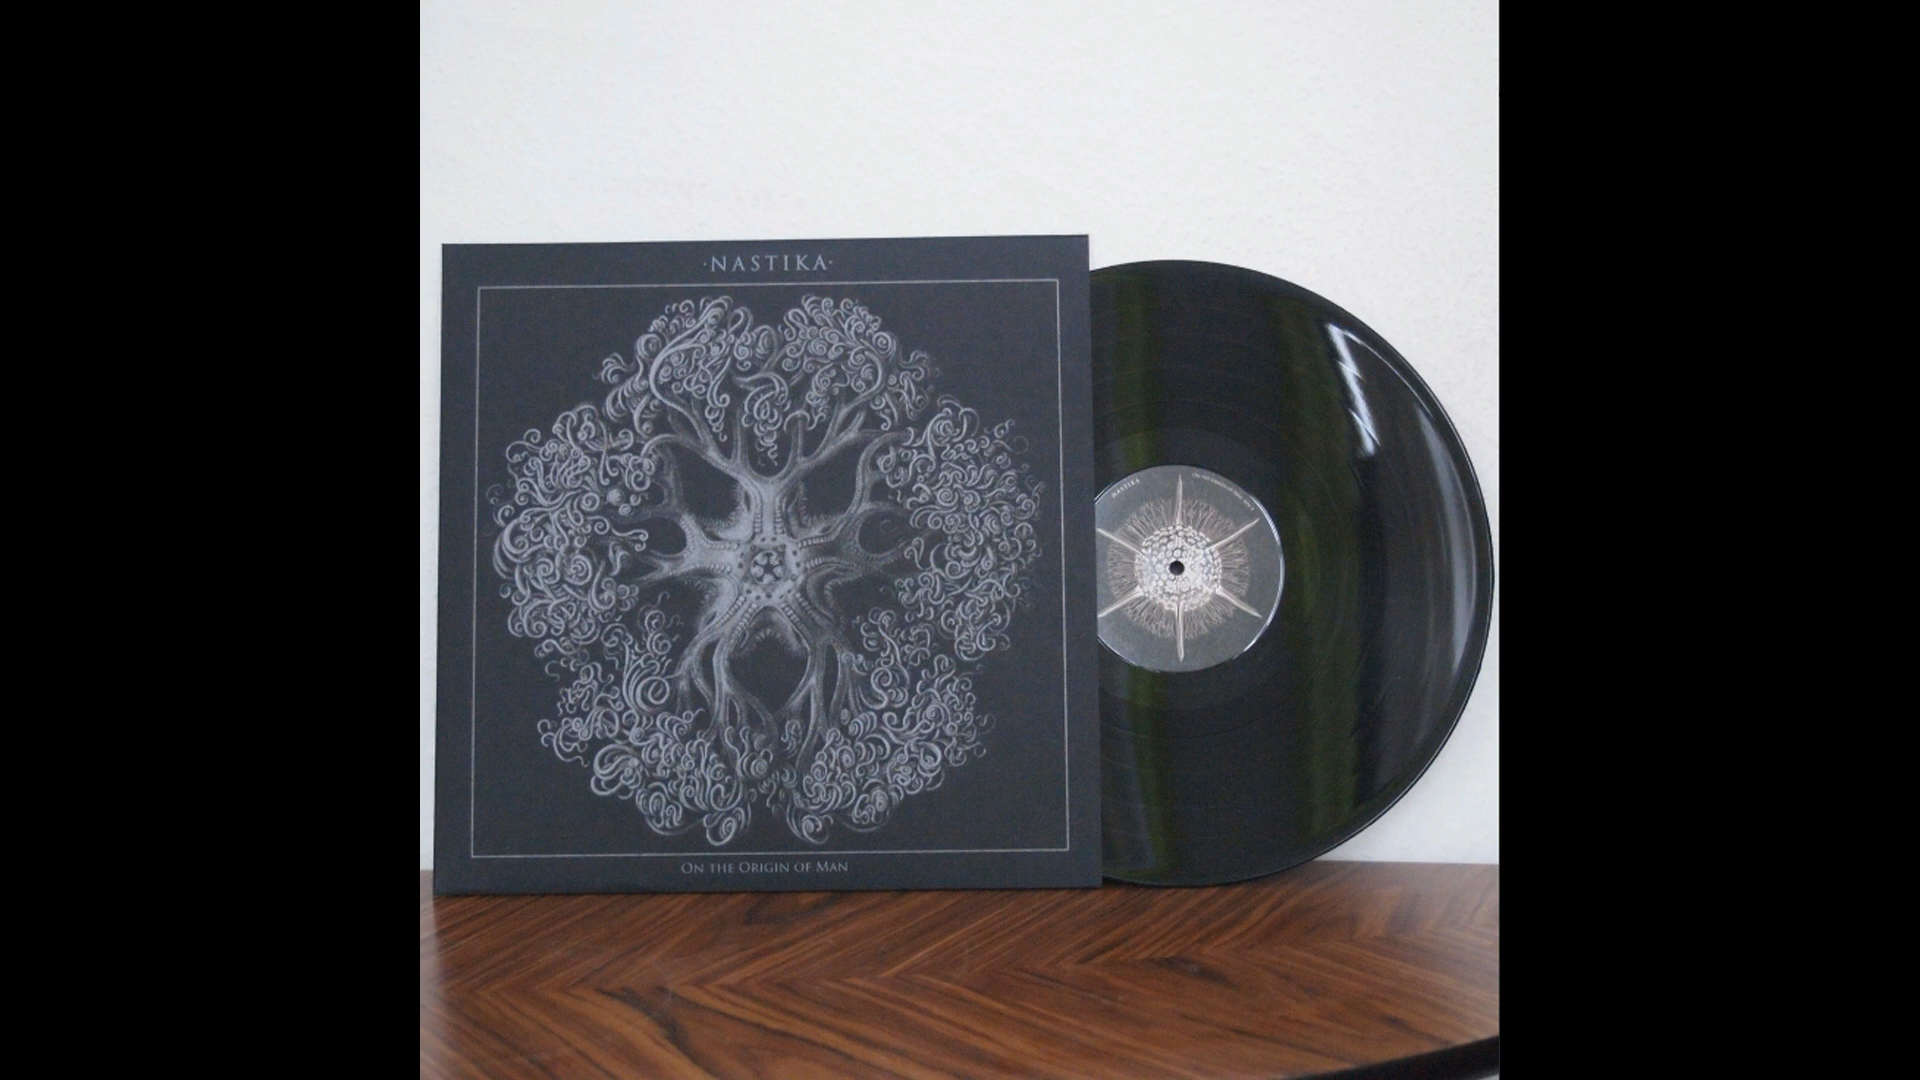 ·NASTIKA·
On the Origin of Man
NASTIKA